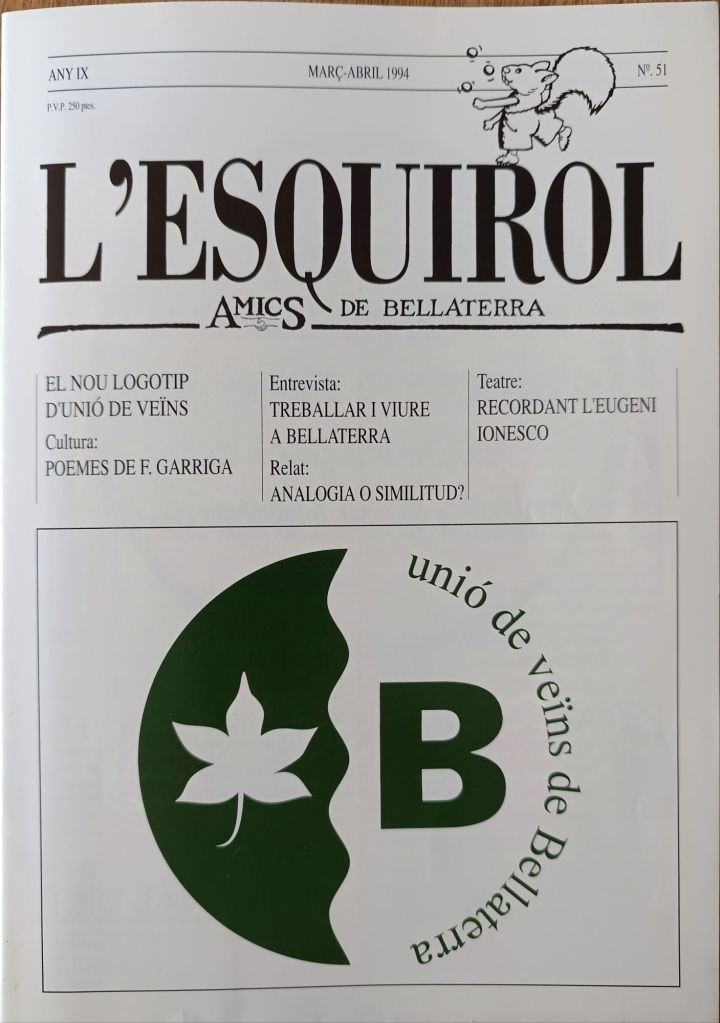 ANY IX
MARÇ-ABRIL 1994
Nº. 51
P.V.P. 250 ptes.
L'ESQUIROL
AMICS DE BELLATERRA
EL NOU LOGOTIP
D'UNIÓ DE VEÏNS
Cultura:
POEMES DE F. GARRIGA
Entrevista:
TREBALLAR I VIURE
A BELLATERRA
Relat:
ANALOGIA O SIMILITUD?
Teatre:
RECORDANT L'EUGENI
IONESCO
B
unió de veïns de Bellaterra